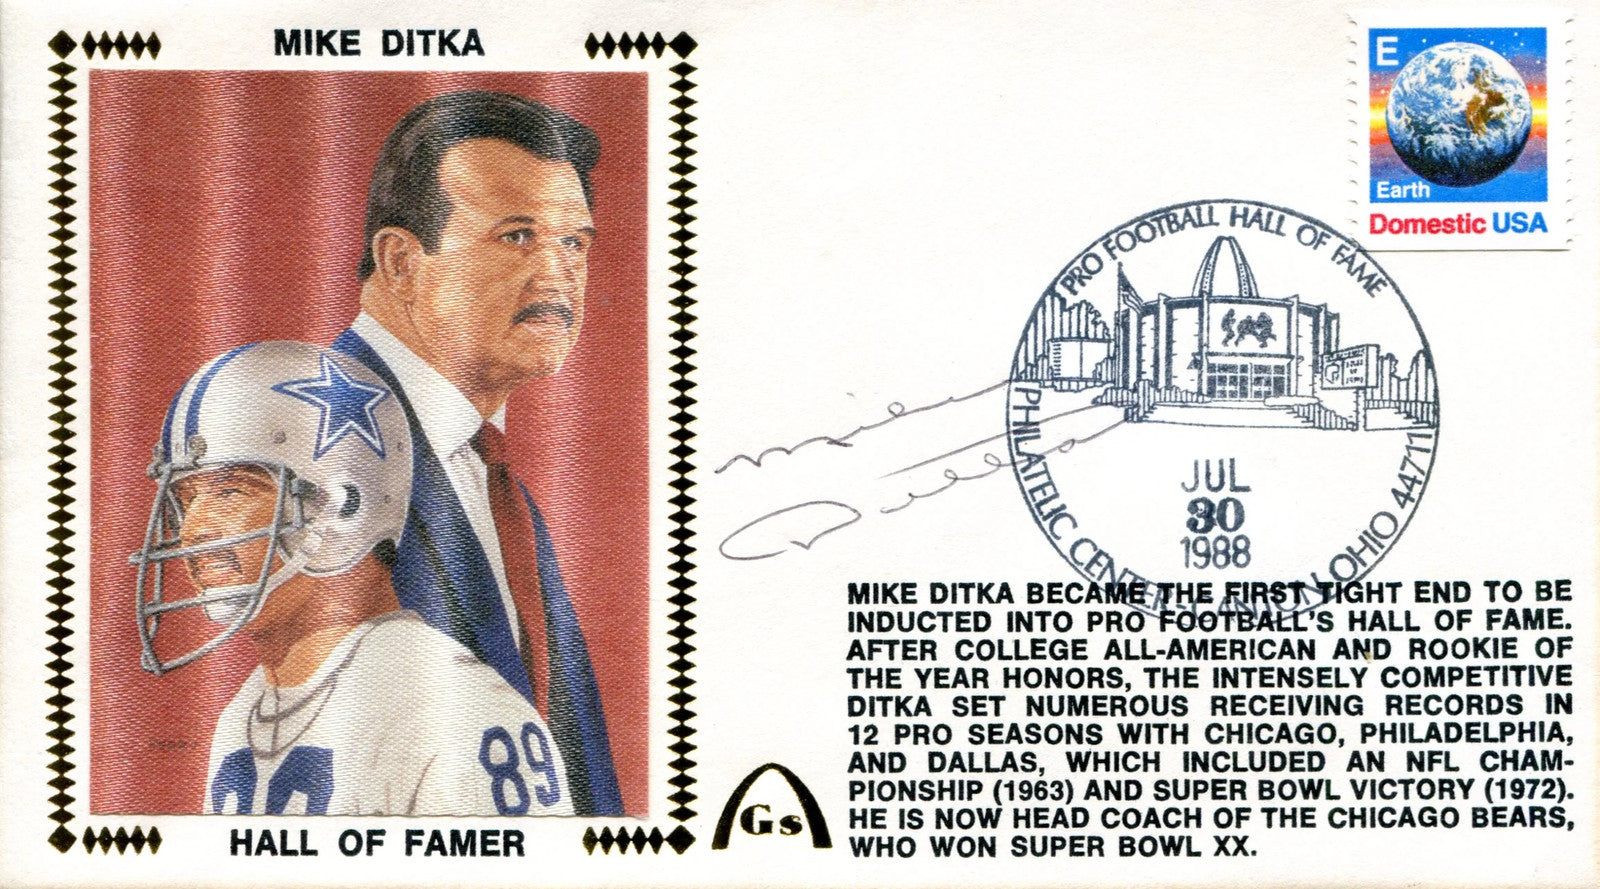 MIKE DITKA
HALL OF FAMER
89
E
Earth
Domestic USA
PRO FOOTBALL HALL OF FAME
PHILATELIC CENTER-CANTON, OHIO 44711
JUL
30
1988
Mike
Ditka
Gs
MIKE DITKA BECAME THE FIRST TIGHT END TO BE
INDUCTED INTO PRO FOOTBALL'S HALL OF FAME.
AFTER COLLEGE ALL-AMERICAN AND ROOKIE OF
THE YEAR HONORS, THE INTENSELY COMPETITIVE
DITKA SET NUMEROUS RECEIVING RECORDS IN
12 PRO SEASONS WITH CHICAGO, PHILADELPHIA,
AND DALLAS, WHICH INCLUDED AN NFL CHAM-
PIONSHIP (1963) AND SUPER BOWL VICTORY (1972).
HE IS NOW HEAD COACH OF THE CHICAGO BEARS,
WHO WON SUPER BOWL XX.